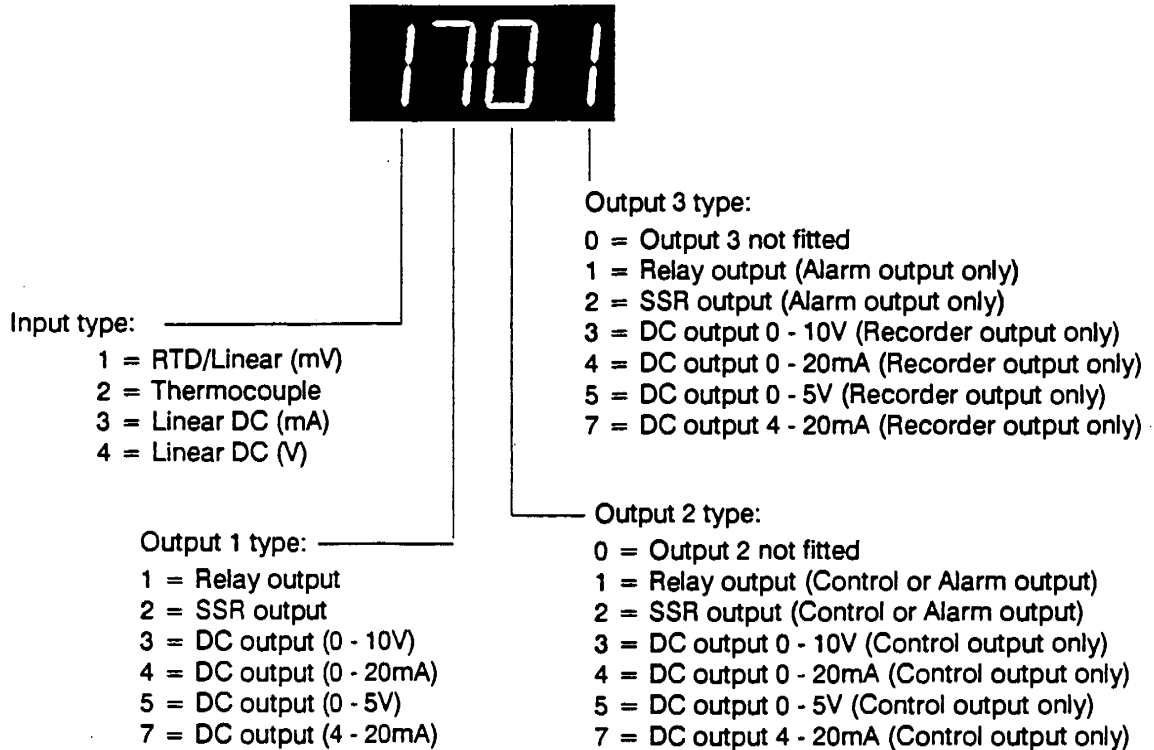 1701
Output 3 type:
0 = Output 3 not fitted
1 = Relay output (Alarm output only)
2 = SSR output (Alarm output only)
3 = DC output 0 - 10V (Recorder output only)
4 = DC output 0 - 20mA (Recorder output only)
5 = DC output 0 - 5V (Recorder output only)
7 = DC output 4 - 20mA (Recorder output only)
Input type:
1 = RTD/Linear (mV)
2 = Thermocouple
3 = Linear DC (mA)
4 = Linear DC (V)
Output 1 type:
1 = Relay output
2 = SSR output
3 = DC output (0 - 10V)
4 = DC output (0 - 20mA)
5 = DC output (0 - 5V)
7 = DC output (4 - 20mA)
Output 2 type:
0 = Output 2 not fitted
1 = Relay output (Control or Alarm output)
2 = SSR output (Control or Alarm output)
3 = DC output 0 - 10V (Control output only)
4 = DC output 0 - 20mA (Control output only)
5 = DC output 0 - 5V (Control output only)
7 = DC output 4 - 20mA (Control output only)